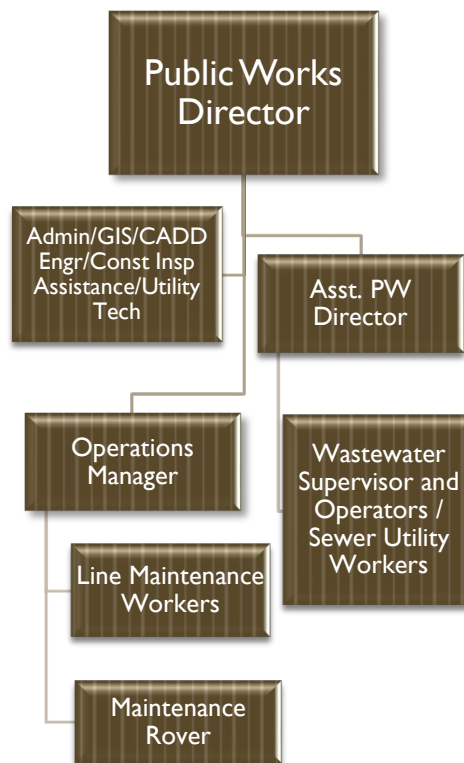 Public Works
Director
Admin/GIS/CADD
Engr/Const Insp
Assistance/Utility
Tech
Asst. PW
Director
Operations
Manager
Wastewater
Supervisor and
Operators /
Sewer Utility
Workers
Line Maintenance
Workers
Maintenance
Rover